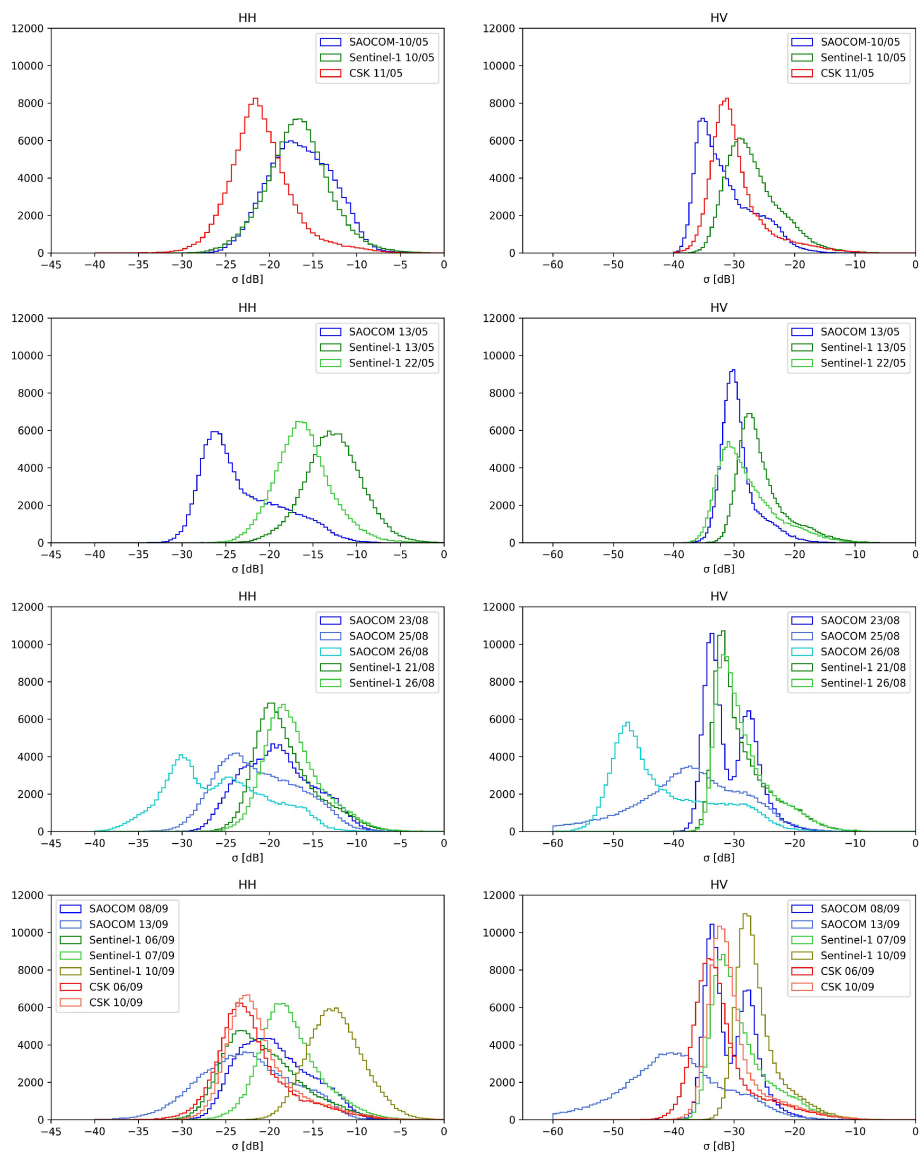 HH
12000
10000
8000
6000
4000
2000
0
SAOCOM-10/05
Sentinel-1 10/05
CSK 11/05
−45 −40 −35 −30 −25 −20 −15 −10 −5 0
σ [dB]
HV
12000
10000
8000
6000
4000
2000
0
SAOCOM-10/05
Sentinel-1 10/05
CSK 11/05
−60 −50 −40 −30 −20 −10 0
σ [dB]
HH
12000
10000
8000
6000
4000
2000
0
SAOCOM 13/05
Sentinel-1 13/05
Sentinel-1 22/05
−45 −40 −35 −30 −25 −20 −15 −10 −5 0
σ [dB]
HV
12000
10000
8000
6000
4000
2000
0
SAOCOM 13/05
Sentinel-1 13/05
Sentinel-1 22/05
−60 −50 −40 −30 −20 −10 0
σ [dB]
HH
12000
10000
8000
6000
4000
2000
0
SAOCOM 23/08
SAOCOM 25/08
SAOCOM 26/08
Sentinel-1 21/08
Sentinel-1 26/08
−45 −40 −35 −30 −25 −20 −15 −10 −5 0
σ [dB]
HV
12000
10000
8000
6000
4000
2000
0
SAOCOM 23/08
SAOCOM 25/08
SAOCOM 26/08
Sentinel-1 21/08
Sentinel-1 26/08
−60 −50 −40 −30 −20 −10 0
σ [dB]
HH
12000
10000
8000
6000
4000
2000
0
SAOCOM 08/09
SAOCOM 13/09
Sentinel-1 06/09
Sentinel-1 07/09
Sentinel-1 10/09
CSK 06/09
CSK 10/09
−45 −40 −35 −30 −25 −20 −15 −10 −5 0
σ [dB]
HV
12000
10000
8000
6000
4000
2000
0
SAOCOM 08/09
SAOCOM 13/09
Sentinel-1 07/09
Sentinel-1 10/09
CSK 06/09
CSK 10/09
−60 −50 −40 −30 −20 −10 0
σ [dB]